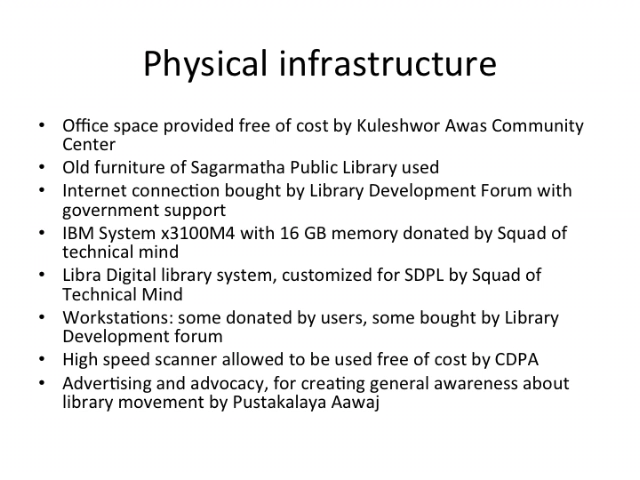 Physical infrastructure
• Office space provided free of cost by Kuleshwor Awas Community
Center
• Old furniture of Sagarmatha Public Library used
• Internet connection bought by Library Development Forum with
government support
• IBM System x3100M4 with 16 GB memory donated by Squad of
technical mind
• Libra Digital library system, customized for SDPL by Squad of
Technical Mind
• Workstations: some donated by users, some bought by Library
Development forum
• High speed scanner allowed to be used free of cost by CDPA
• Advertising and advocacy, for creating general awareness about
library movement by Pustakalaya Aawaj